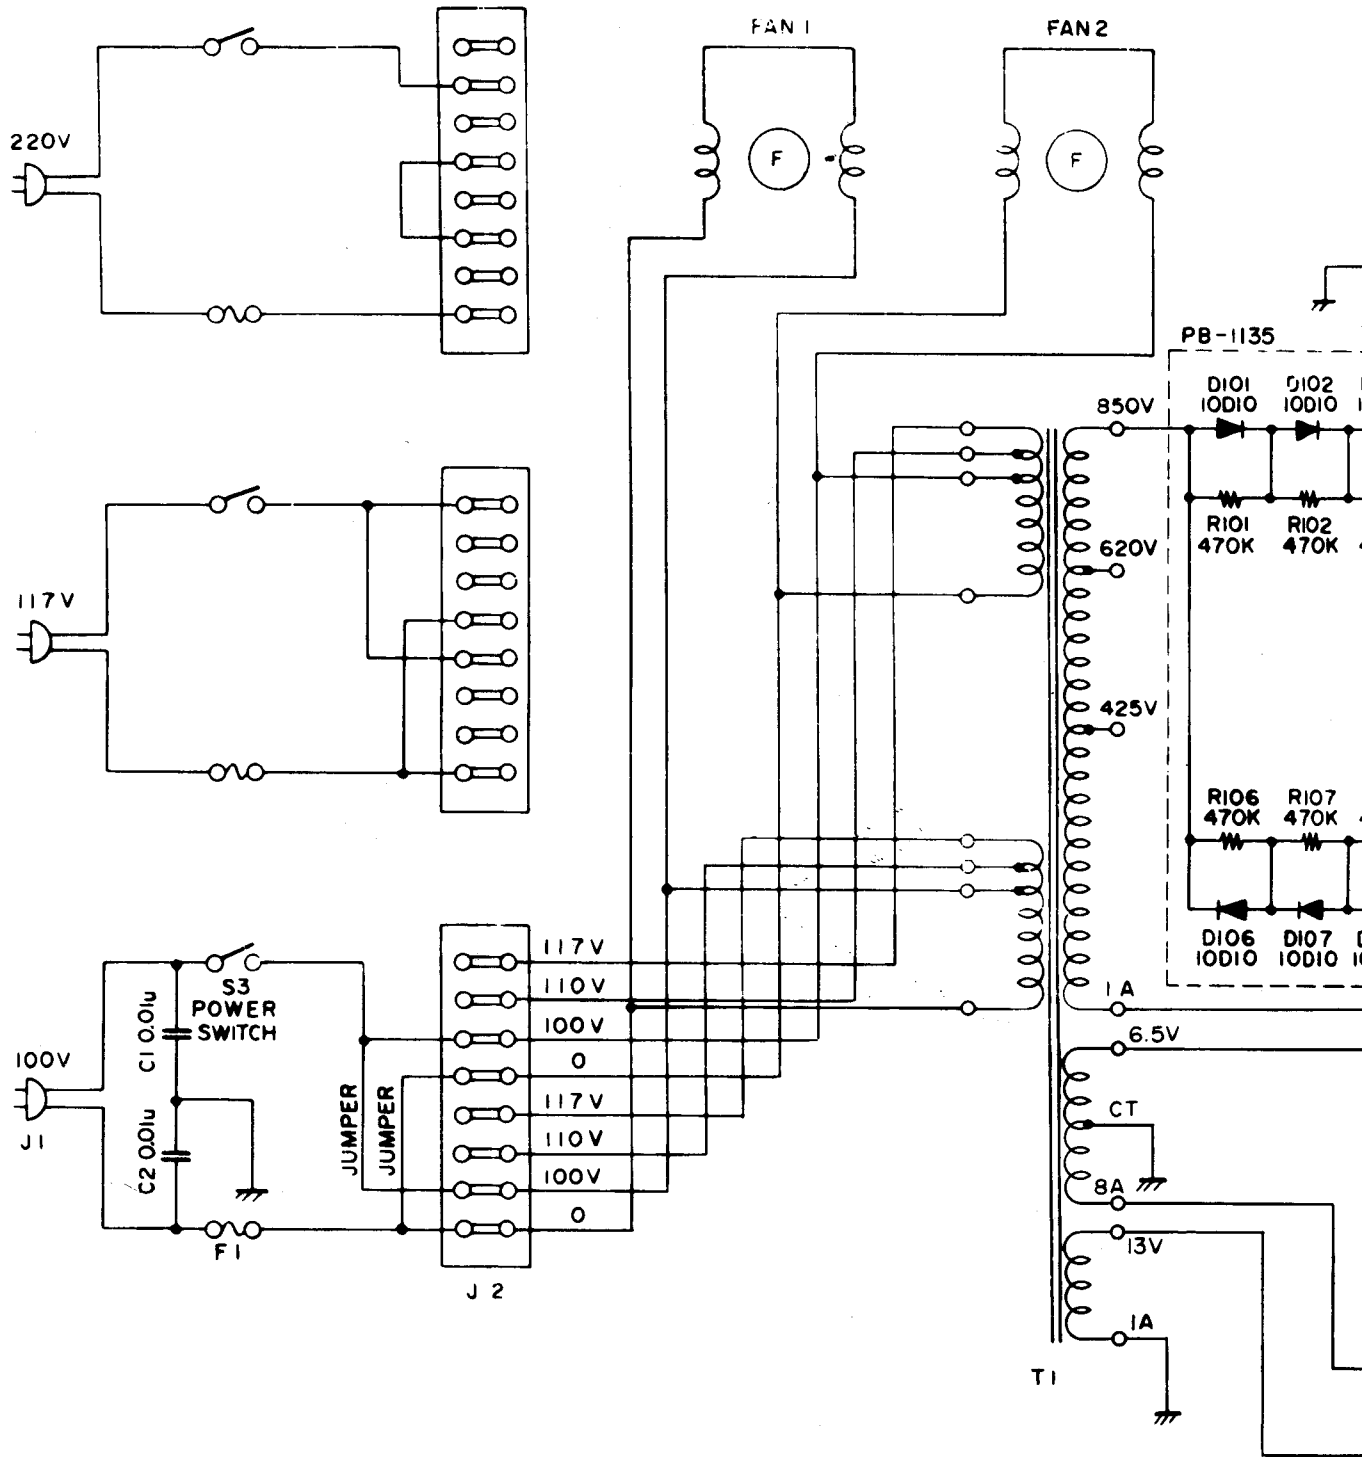 FAN 1
FAN 2
F
F
220V
PB-1135
D101
10D10
D102
10D10
850V
R101
470K
R102
470K
620V
117V
425V
R106
470K
R107
470K
D106
10D10
D107
10D10
1A
6.5V
CT
8A
13V
1A
T1
117V
110V
100V
0
117V
110V
100V
0
S3
POWER
SWITCH
C1 0.01u
C2 0.01u
100V
J1
JUMPER
JUMPER
F1
J 2